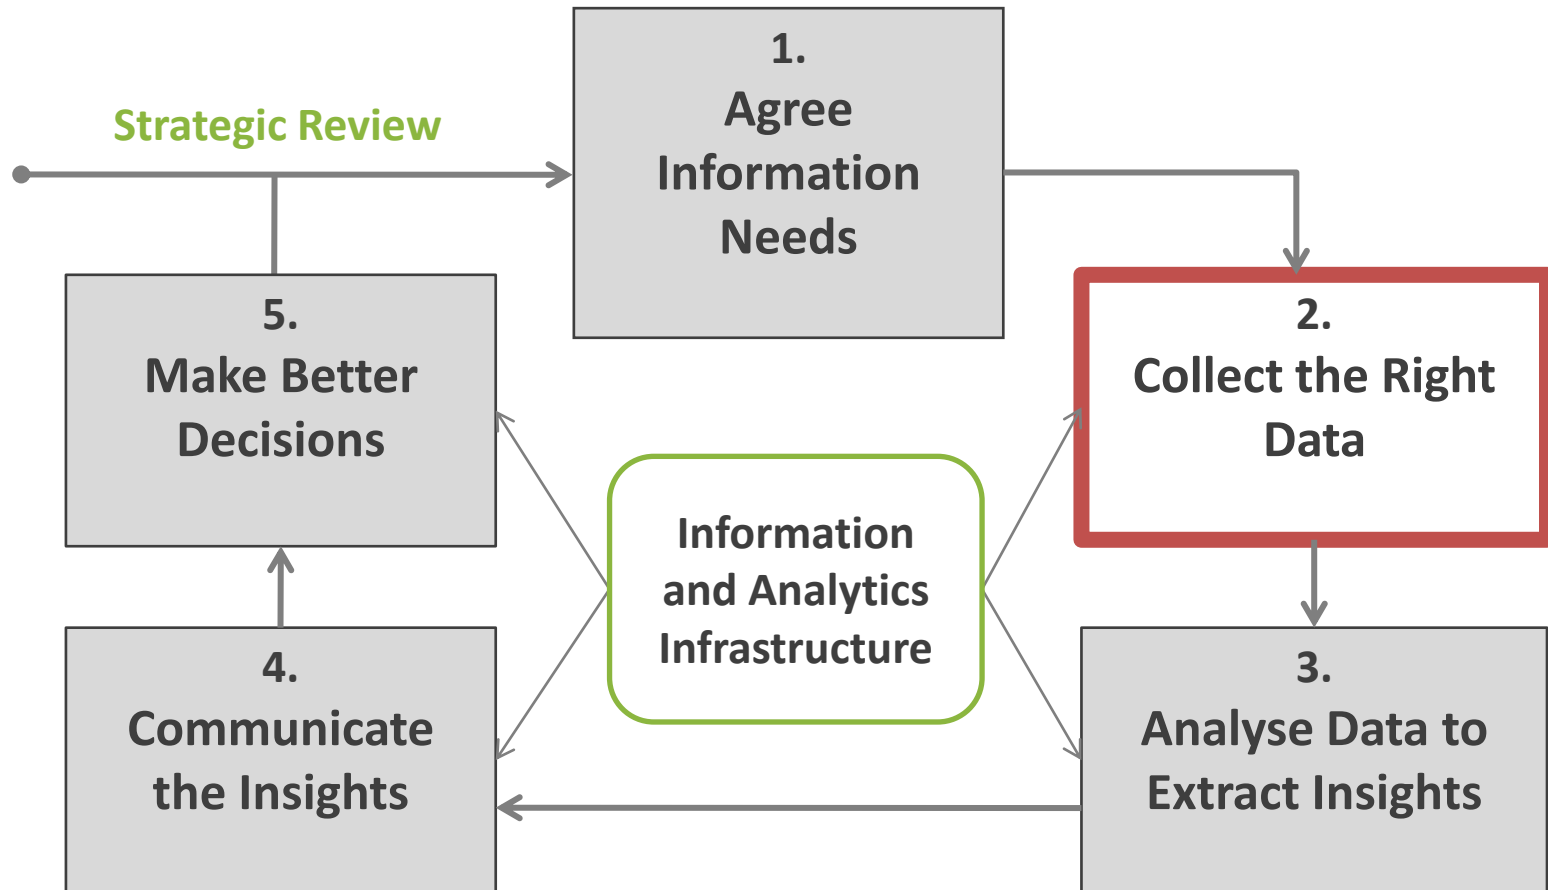 Strategic Review
1.
Agree
Information
Needs
2.
Collect the Right
Data
3.
Analyse Data to
Extract Insights
4.
Communicate
the Insights
5.
Make Better
Decisions
Information
and Analytics
Infrastructure